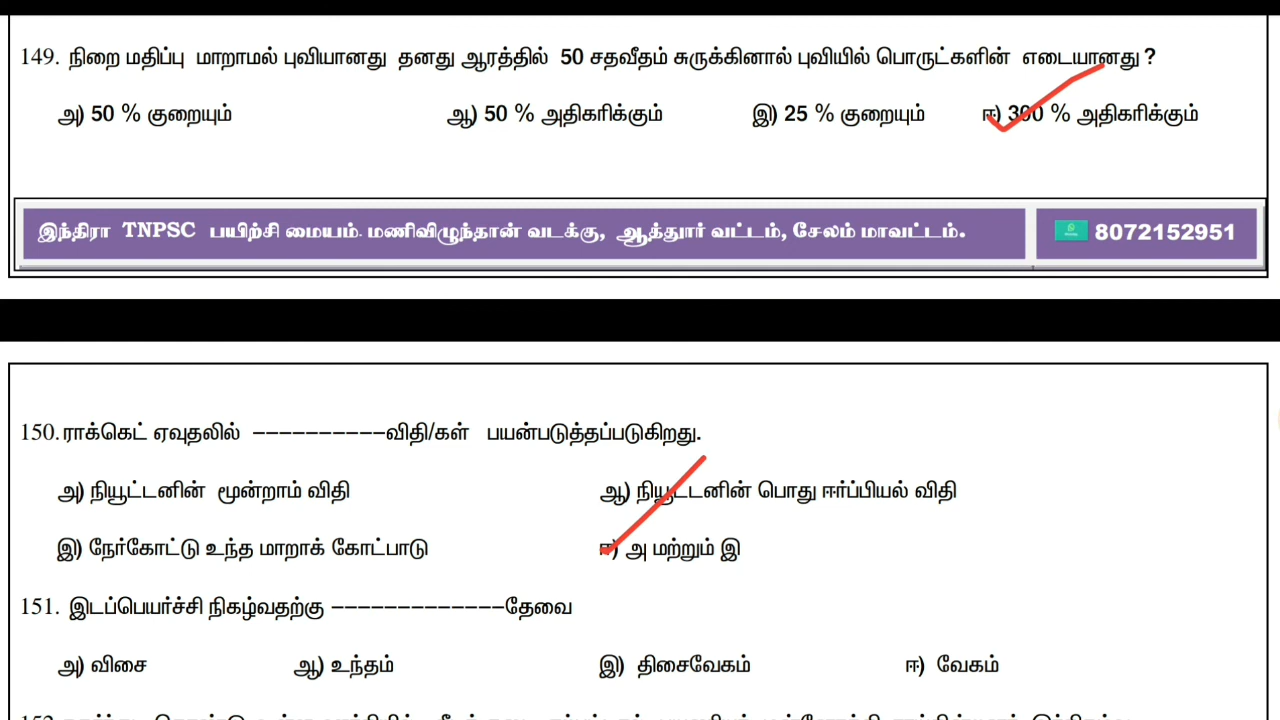 149. நிறை மதிப்பு மாறாமல் புவியானது தனது ஆரத்தில் 50 சதவீதம் சுருக்கினால் புவியில் பொருட்களின் எடையானது ?
அ) 50 % குறையும் ஆ) 50 % அதிகரிக்கும் இ) 25 % குறையும் ஈ) 300 % அதிகரிக்கும்
இந்திரா TNPSC பயிற்சி மையம். மணிவிழுந்தான் வடக்கு, ஆத்தூர் வட்டம், சேலம் மாவட்டம். 8072152951
150. ராக்கெட் ஏவுதலில் ----------விதி/கள் பயன்படுத்தப்படுகிறது.
அ) நியூட்டனின் மூன்றாம் விதி ஆ) நியூட்டனின் பொது ஈர்ப்பியல் விதி
இ) நேர்கோட்டு உந்த மாறாக் கோட்பாடு ஈ) அ மற்றும் இ
151. இடப்பெயர்ச்சி நிகழ்வதற்கு -------------தேவை
அ) விசை ஆ) உந்தம் இ) திசைவேகம் ஈ) வேகம்